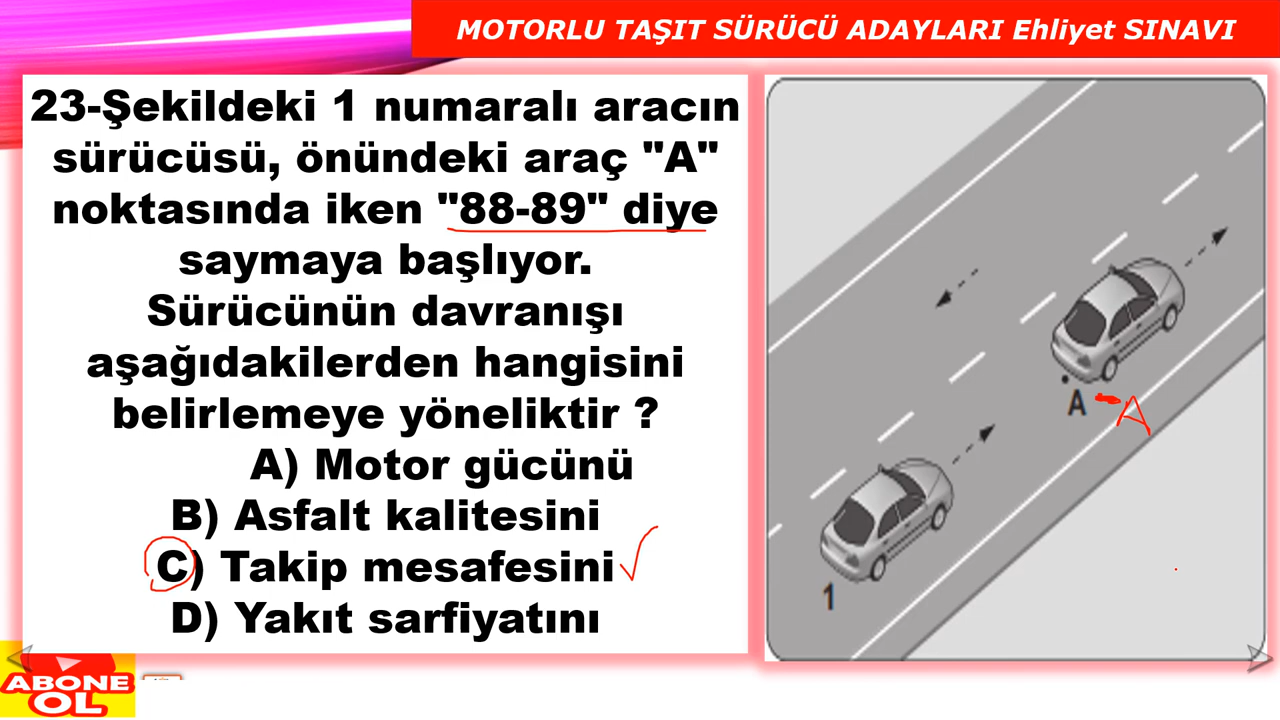 MOTORLU TAŞIT SÜRÜCÜ ADAYLARI Ehliyet SINAVI
23-Şekildeki 1 numaralı aracın
sürücüsü, önündeki araç "A"
noktasında iken "88-89" diye
saymaya başlıyor.
Sürücünün davranışı
aşağıdakilerden hangisini
belirlemeye yöneliktir ?
A) Motor gücünü
B) Asfalt kalitesini
C) Takip mesafesini
D) Yakıt sarfiyatını
A
A
1
ABONE
OL